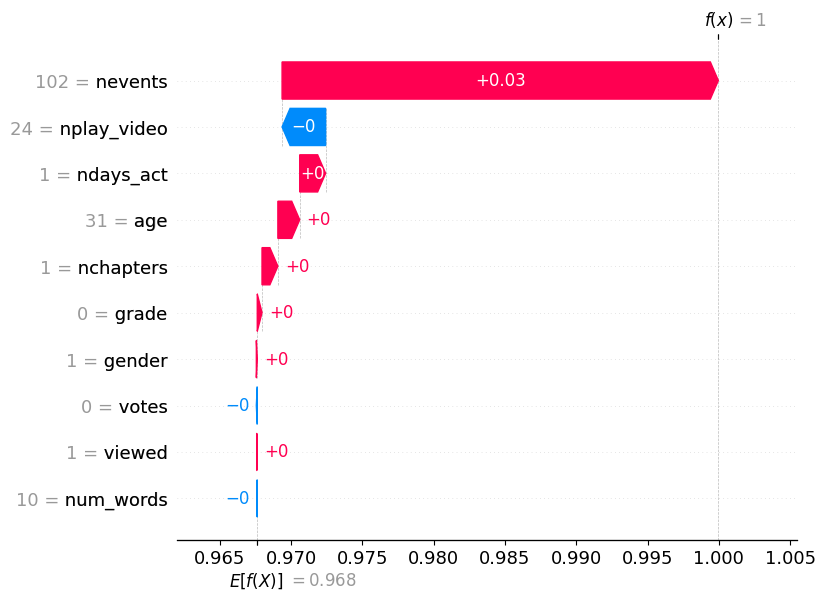 f(x) = 1
102 = nevents
+0.03
24 = nplay_video
−0
1 = ndays_act
+0
31 = age
+0
1 = nchapters
+0
0 = grade
+0
1 = gender
+0
0 = votes
−0
1 = viewed
+0
10 = num_words
−0
0.965 0.970 0.975 0.980 0.985 0.990 0.995 1.000 1.005
E[f(X)] = 0.968